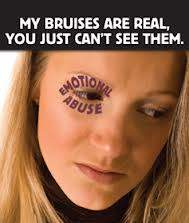 MY BRUISES ARE REAL,
YOU JUST CAN'T SEE THEM.
EMOTIONAL
ABUSE